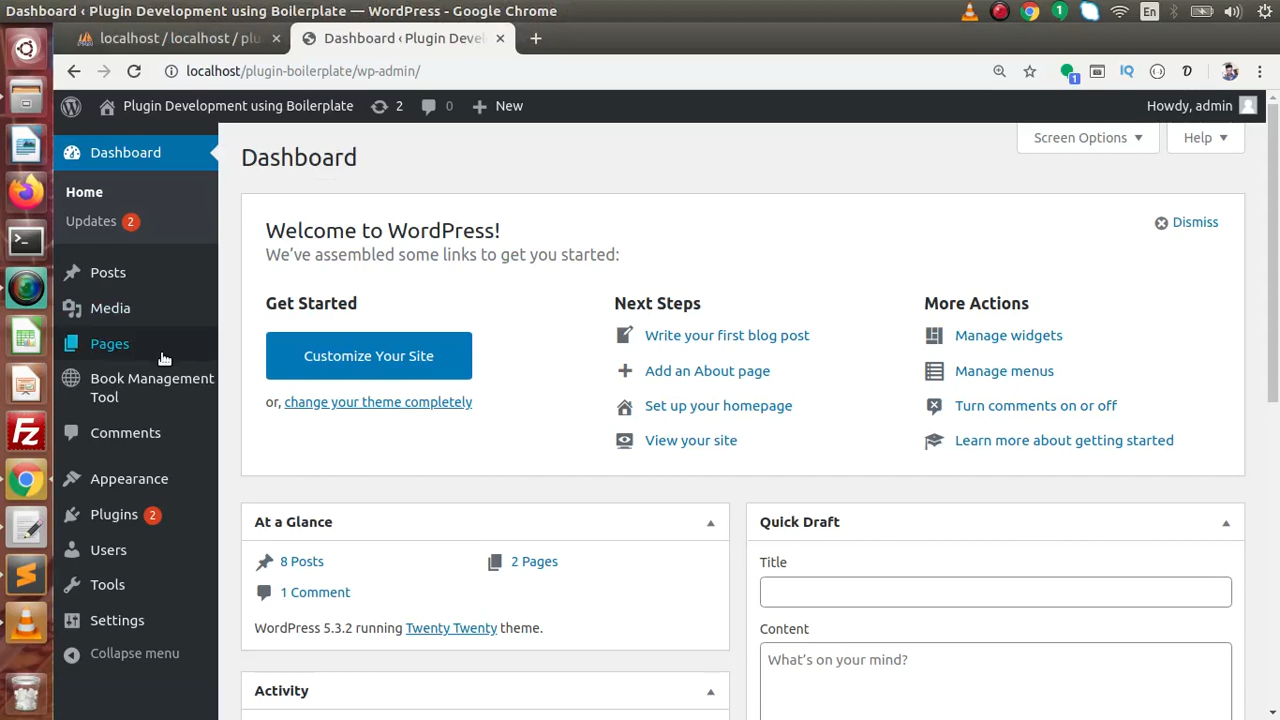 Dashboard ‹ Plugin Development using Boilerplate — WordPress - Google Chrome
En
localhost / localhost / plu
Dashboard ‹ Plugin Deve
localhost/plugin-boilerplate/wp-admin/
1
Plugin Development using Boilerplate
2
0
New
Howdy, admin
Dashboard
Home
Updates 2
Posts
Media
Pages
Book Management
Tool
Comments
Appearance
Plugins 2
Users
Tools
Settings
Collapse menu
Screen Options
Help
Dashboard
Welcome to WordPress!
We've assembled some links to get you started:
Dismiss
Get Started
Customize Your Site
or, change your theme completely
Next Steps
Write your first blog post
Add an About page
Set up your homepage
View your site
More Actions
Manage widgets
Manage menus
Turn comments on or off
Learn more about getting started
At a Glance
8 Posts
2 Pages
1 Comment
WordPress 5.3.2 running Twenty Twenty theme.
Activity
Quick Draft
Title
Content
What's on your mind?